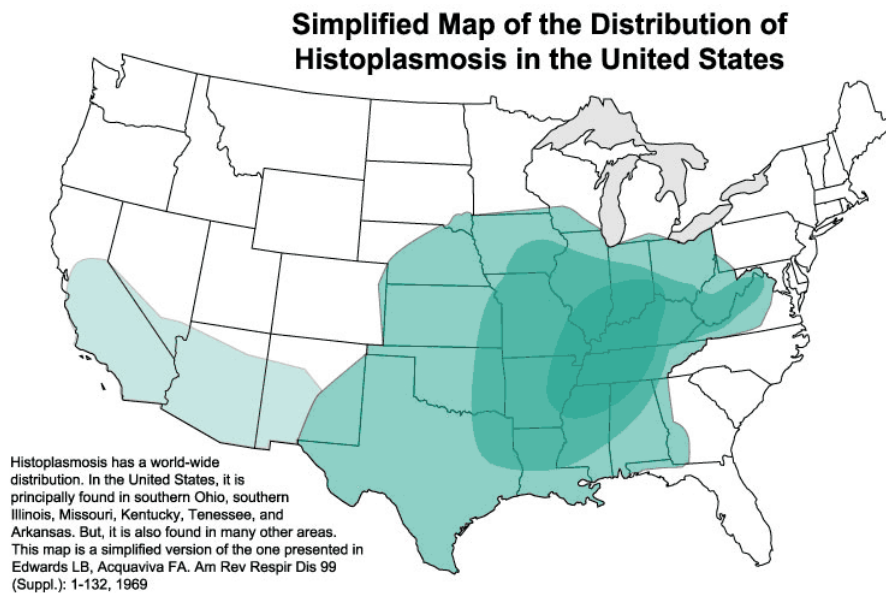 Simplified Map of the Distribution of
Histoplasmosis in the United States
Histoplasmosis has a world-wide
distribution. In the United States, it is
principally found in southern Ohio, southern
Illinois, Missouri, Kentucky, Tenessee, and
Arkansas. But, it is also found in many other areas.
This map is a simplified version of the one presented in
Edwards LB, Acquaviva FA. Am Rev Respir Dis 99
(Suppl.): 1-132, 1969